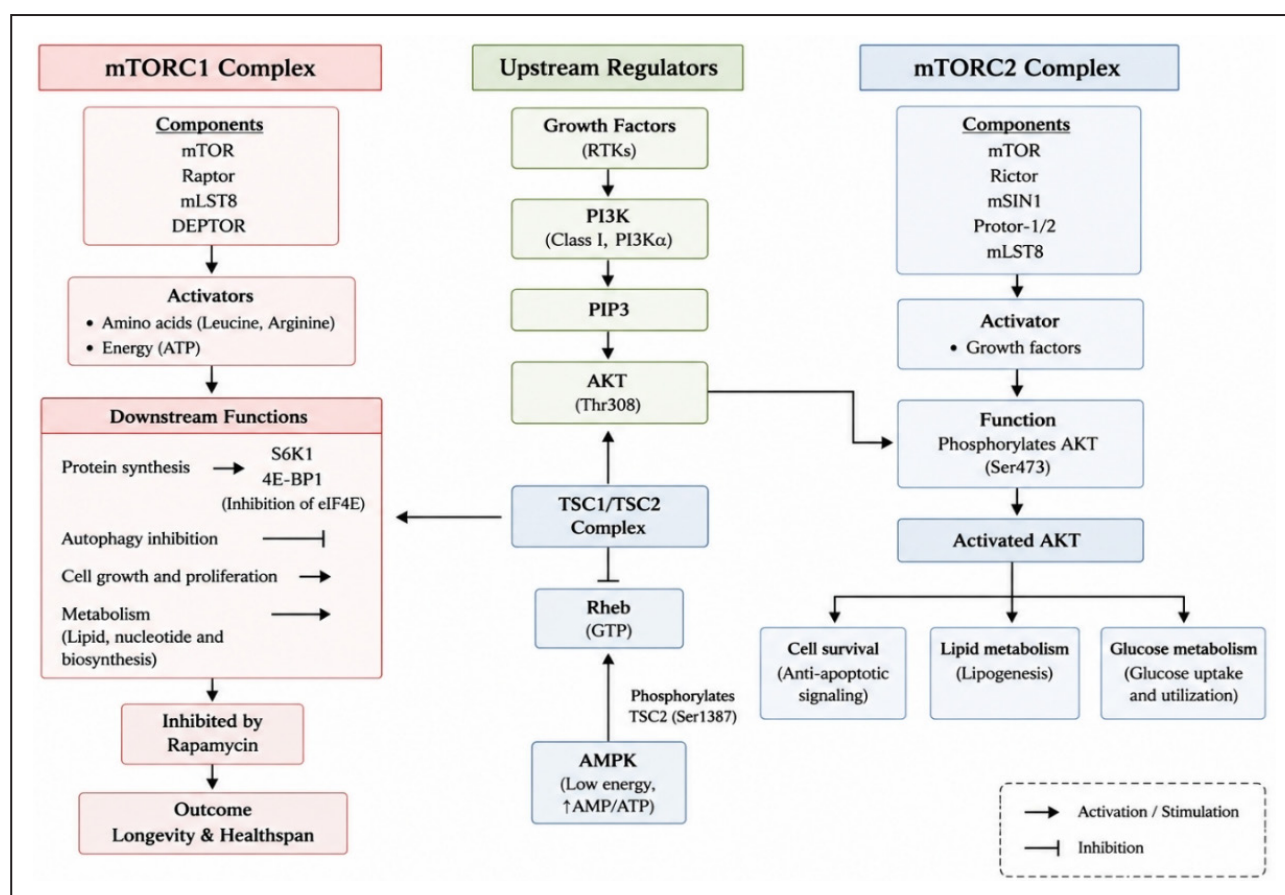 mTORC1 Complex
Components
mTOR
Raptor
mLST8
DEPTOR
Activators
• Amino acids (Leucine, Arginine)
• Energy (ATP)
Downstream Functions
Protein synthesis
S6K1
4E-BP1
(Inhibition of eIF4E)
Autophagy inhibition
Cell growth and proliferation
Metabolism
(Lipid, nucleotide and
biosynthesis)
Inhibited by
Rapamycin
Outcome
Longevity & Healthspan
Upstream Regulators
Growth Factors
(RTKs)
PI3K
(Class I, PI3Kα)
PIP3
AKT
(Thr308)
TSC1/TSC2
Complex
Rheb
(GTP)
Phosphorylates
TSC2 (Ser1387)
AMPK
(Low energy,
↑AMP/ATP)
mTORC2 Complex
Components
mTOR
Rictor
mSIN1
Protor-1/2
mLST8
Activator
• Growth factors
Function
Phosphorylates AKT
(Ser473)
Activated AKT
Cell survival
(Anti-apoptotic
signaling)
Lipid metabolism
(Lipogenesis)
Glucose metabolism
(Glucose uptake
and utilization)
Activation / Stimulation
Inhibition